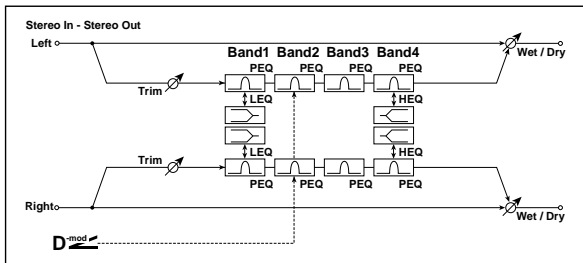 Stereo In - Stereo Out
Left
Wet / Dry
Band1 Band2 Band3 Band4
PEQ PEQ PEQ PEQ
Trim
LEQ HEQ
LEQ HEQ
Trim
PEQ PEQ PEQ PEQ
Right
Wet / Dry
D-mod